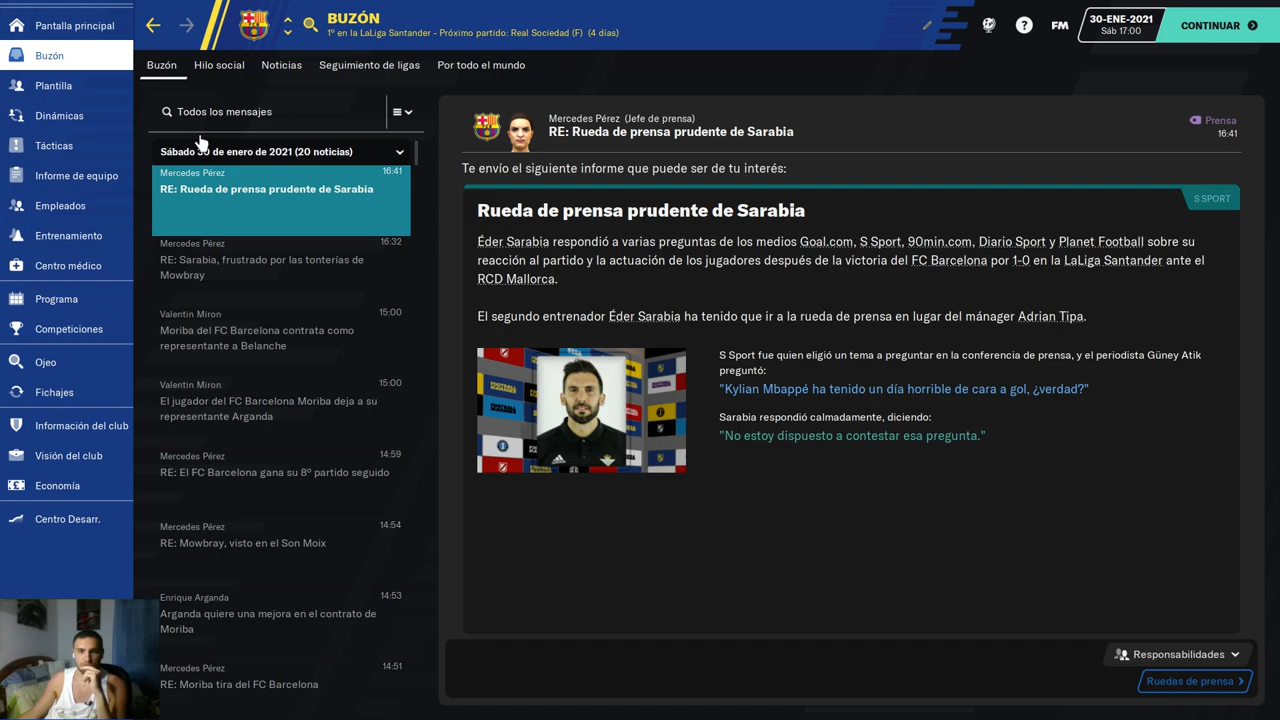 Pantalla principal
Buzón
Plantilla
Dinámicas
Tácticas
Informe de equipo
Empleados
Entrenamiento
Centro médico
Programa
Competiciones
Ojeo
Fichajes
Información del club
Visión del club
Economía
Centro Desarr.
BUZÓN
1º en la LaLiga Santander - Próximo partido: Real Sociedad (F) (4 días)
FM
30-ENE-2021
Sáb 17:00
CONTINUAR
Buzón
Hilo social
Noticias
Seguimiento de ligas
Por todo el mundo
Todos los mensajes
Sábado 30 de enero de 2021 (20 noticias)
Mercedes Pérez 16:41
RE: Rueda de prensa prudente de Sarabia
Mercedes Pérez 16:32
RE: Sarabia, frustrado por las tonterías de
Mowbray
Valentin Miron 15:00
Moriba del FC Barcelona contrata como
representante a Belanche
Valentin Miron 15:00
El jugador del FC Barcelona Moriba deja a su
representante Arganda
Mercedes Pérez 14:59
RE: El FC Barcelona gana su 8º partido seguido
Mercedes Pérez 14:54
RE: Mowbray, visto en el Son Moix
Enrique Arganda 14:53
Arganda quiere una mejora en el contrato de
Moriba
Mercedes Pérez 14:51
RE: Moriba tira del FC Barcelona
Mercedes Pérez (Jefe de prensa)
RE: Rueda de prensa prudente de Sarabia
Prensa
16:41
Te envío el siguiente informe que puede ser de tu interés:
S SPORT
Rueda de prensa prudente de Sarabia
Éder Sarabia respondió a varias preguntas de los medios Goal.com, S Sport, 90min.com, Diario Sport y Planet Football sobre su
reacción al partido y la actuación de los jugadores después de la victoria del FC Barcelona por 1-0 en la LaLiga Santander ante el
RCD Mallorca.
El segundo entrenador Éder Sarabia ha tenido que ir a la rueda de prensa en lugar del mánager Adrian Tipa.
S Sport fue quien eligió un tema a preguntar en la conferencia de prensa, y el periodista Güney Atik
preguntó:
"Kylian Mbappé ha tenido un día horrible de cara a gol, ¿verdad?"
Sarabia respondió calmadamente, diciendo:
"No estoy dispuesto a contestar esa pregunta."
Responsabilidades
Ruedas de prensa